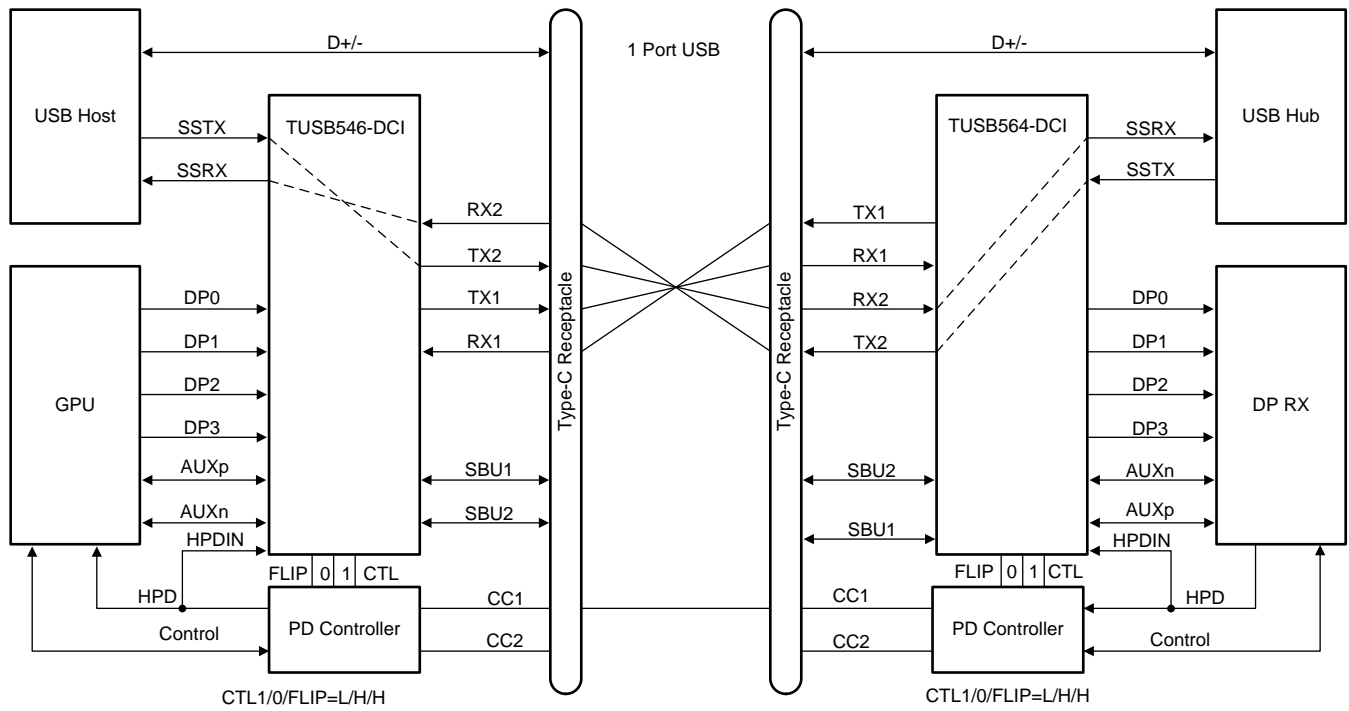 D+/-
1 Port USB
D+/-
USB Host
TUSB546-DCI
TUSB564-DCI
USB Hub
SSTX
SSRX
SSRX
SSTX
RX2
TX1
TX2
RX1
TX1
RX2
RX1
TX2
Type-C Receptacle
Type-C Receptacle
GPU
DP0
DP1
DP2
DP3
AUXp
AUXn
HPDIN
SBU1
SBU2
SBU2
SBU1
DP0
DP1
DP2
DP3
AUXn
AUXp
HPDIN
DP RX
FLIP 0 1 CTL
FLIP 0 1 CTL
HPD
CC1
CC1
HPD
PD Controller
PD Controller
Control
CC2
CC2
Control
CTL1/0/FLIP=L/H/H
CTL1/0/FLIP=L/H/H